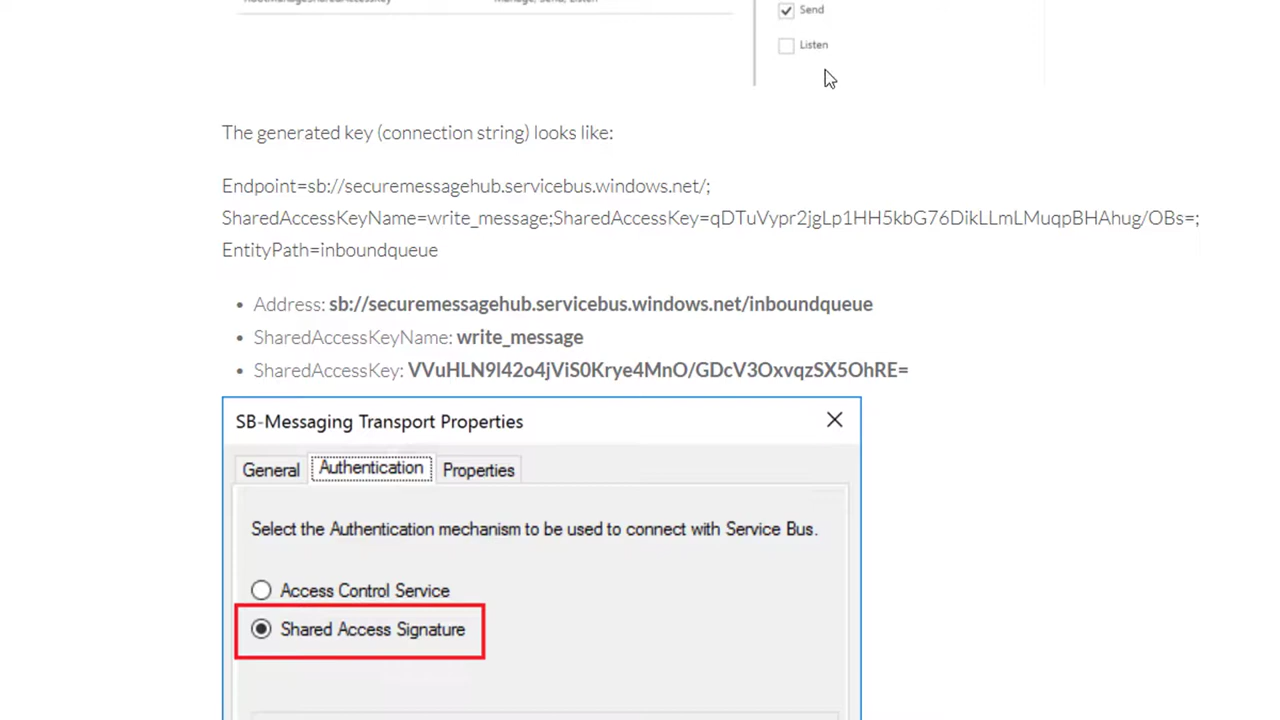 Send
Listen
The generated key (connection string) looks like:
Endpoint=sb://securemessagehub.servicebus.windows.net/;
SharedAccessKeyName=write_message;SharedAccessKey=qDTuVypr2jgLp1HH5kbG76DikLLmLMuqpBHAhug/OBs=;
EntityPath=inboundqueue
• Address: sb://securemessagehub.servicebus.windows.net/inboundqueue
• SharedAccessKeyName: write_message
• SharedAccessKey: VVuHLN9I42o4jViS0Krye4MnO/GDcV3OxvqzSX5OhRE=
SB-Messaging Transport Properties
General Authentication Properties
Select the Authentication mechanism to be used to connect with Service Bus.
Access Control Service
Shared Access Signature